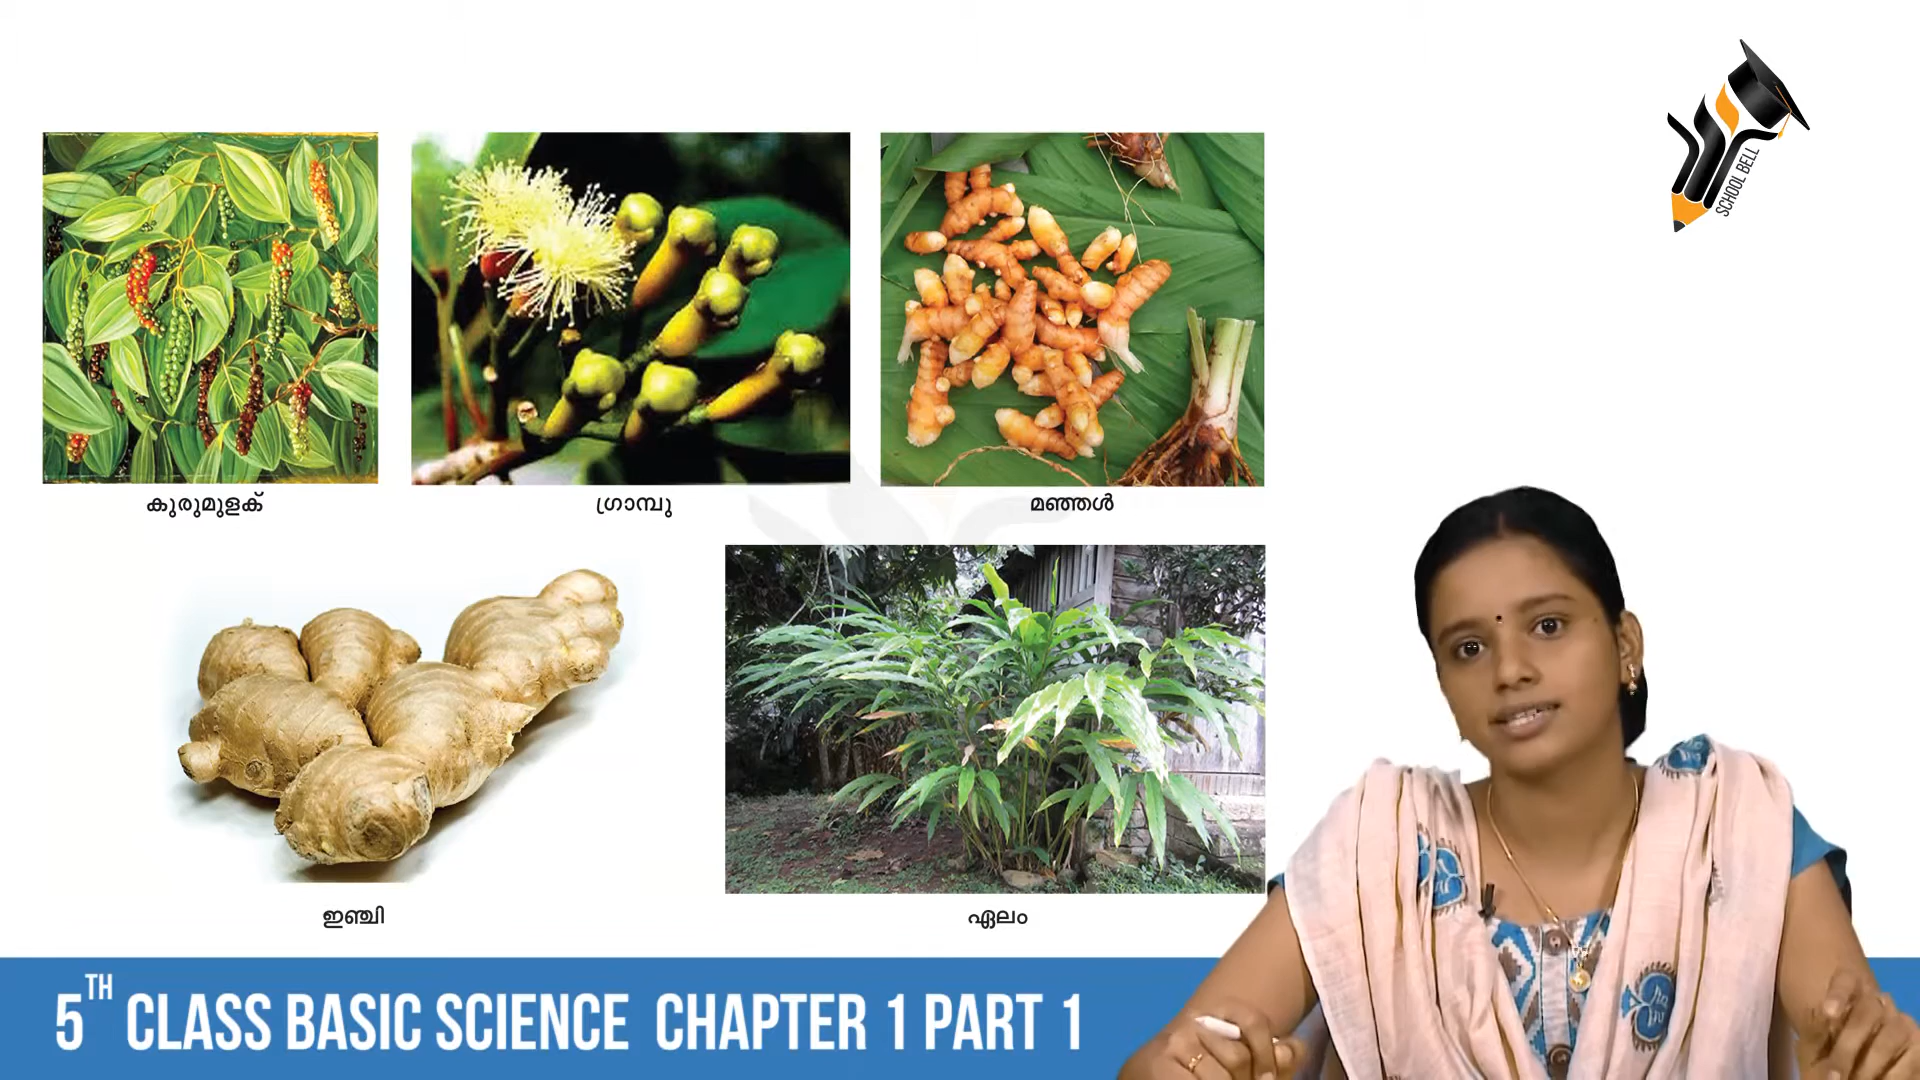 SCHOOL BELL
കുരുമുളക്
ഗ്രാമ്പു
മഞ്ഞൾ
ഇഞ്ചി
ഏലം
5TH CLASS BASIC SCIENCE CHAPTER 1 PART 1